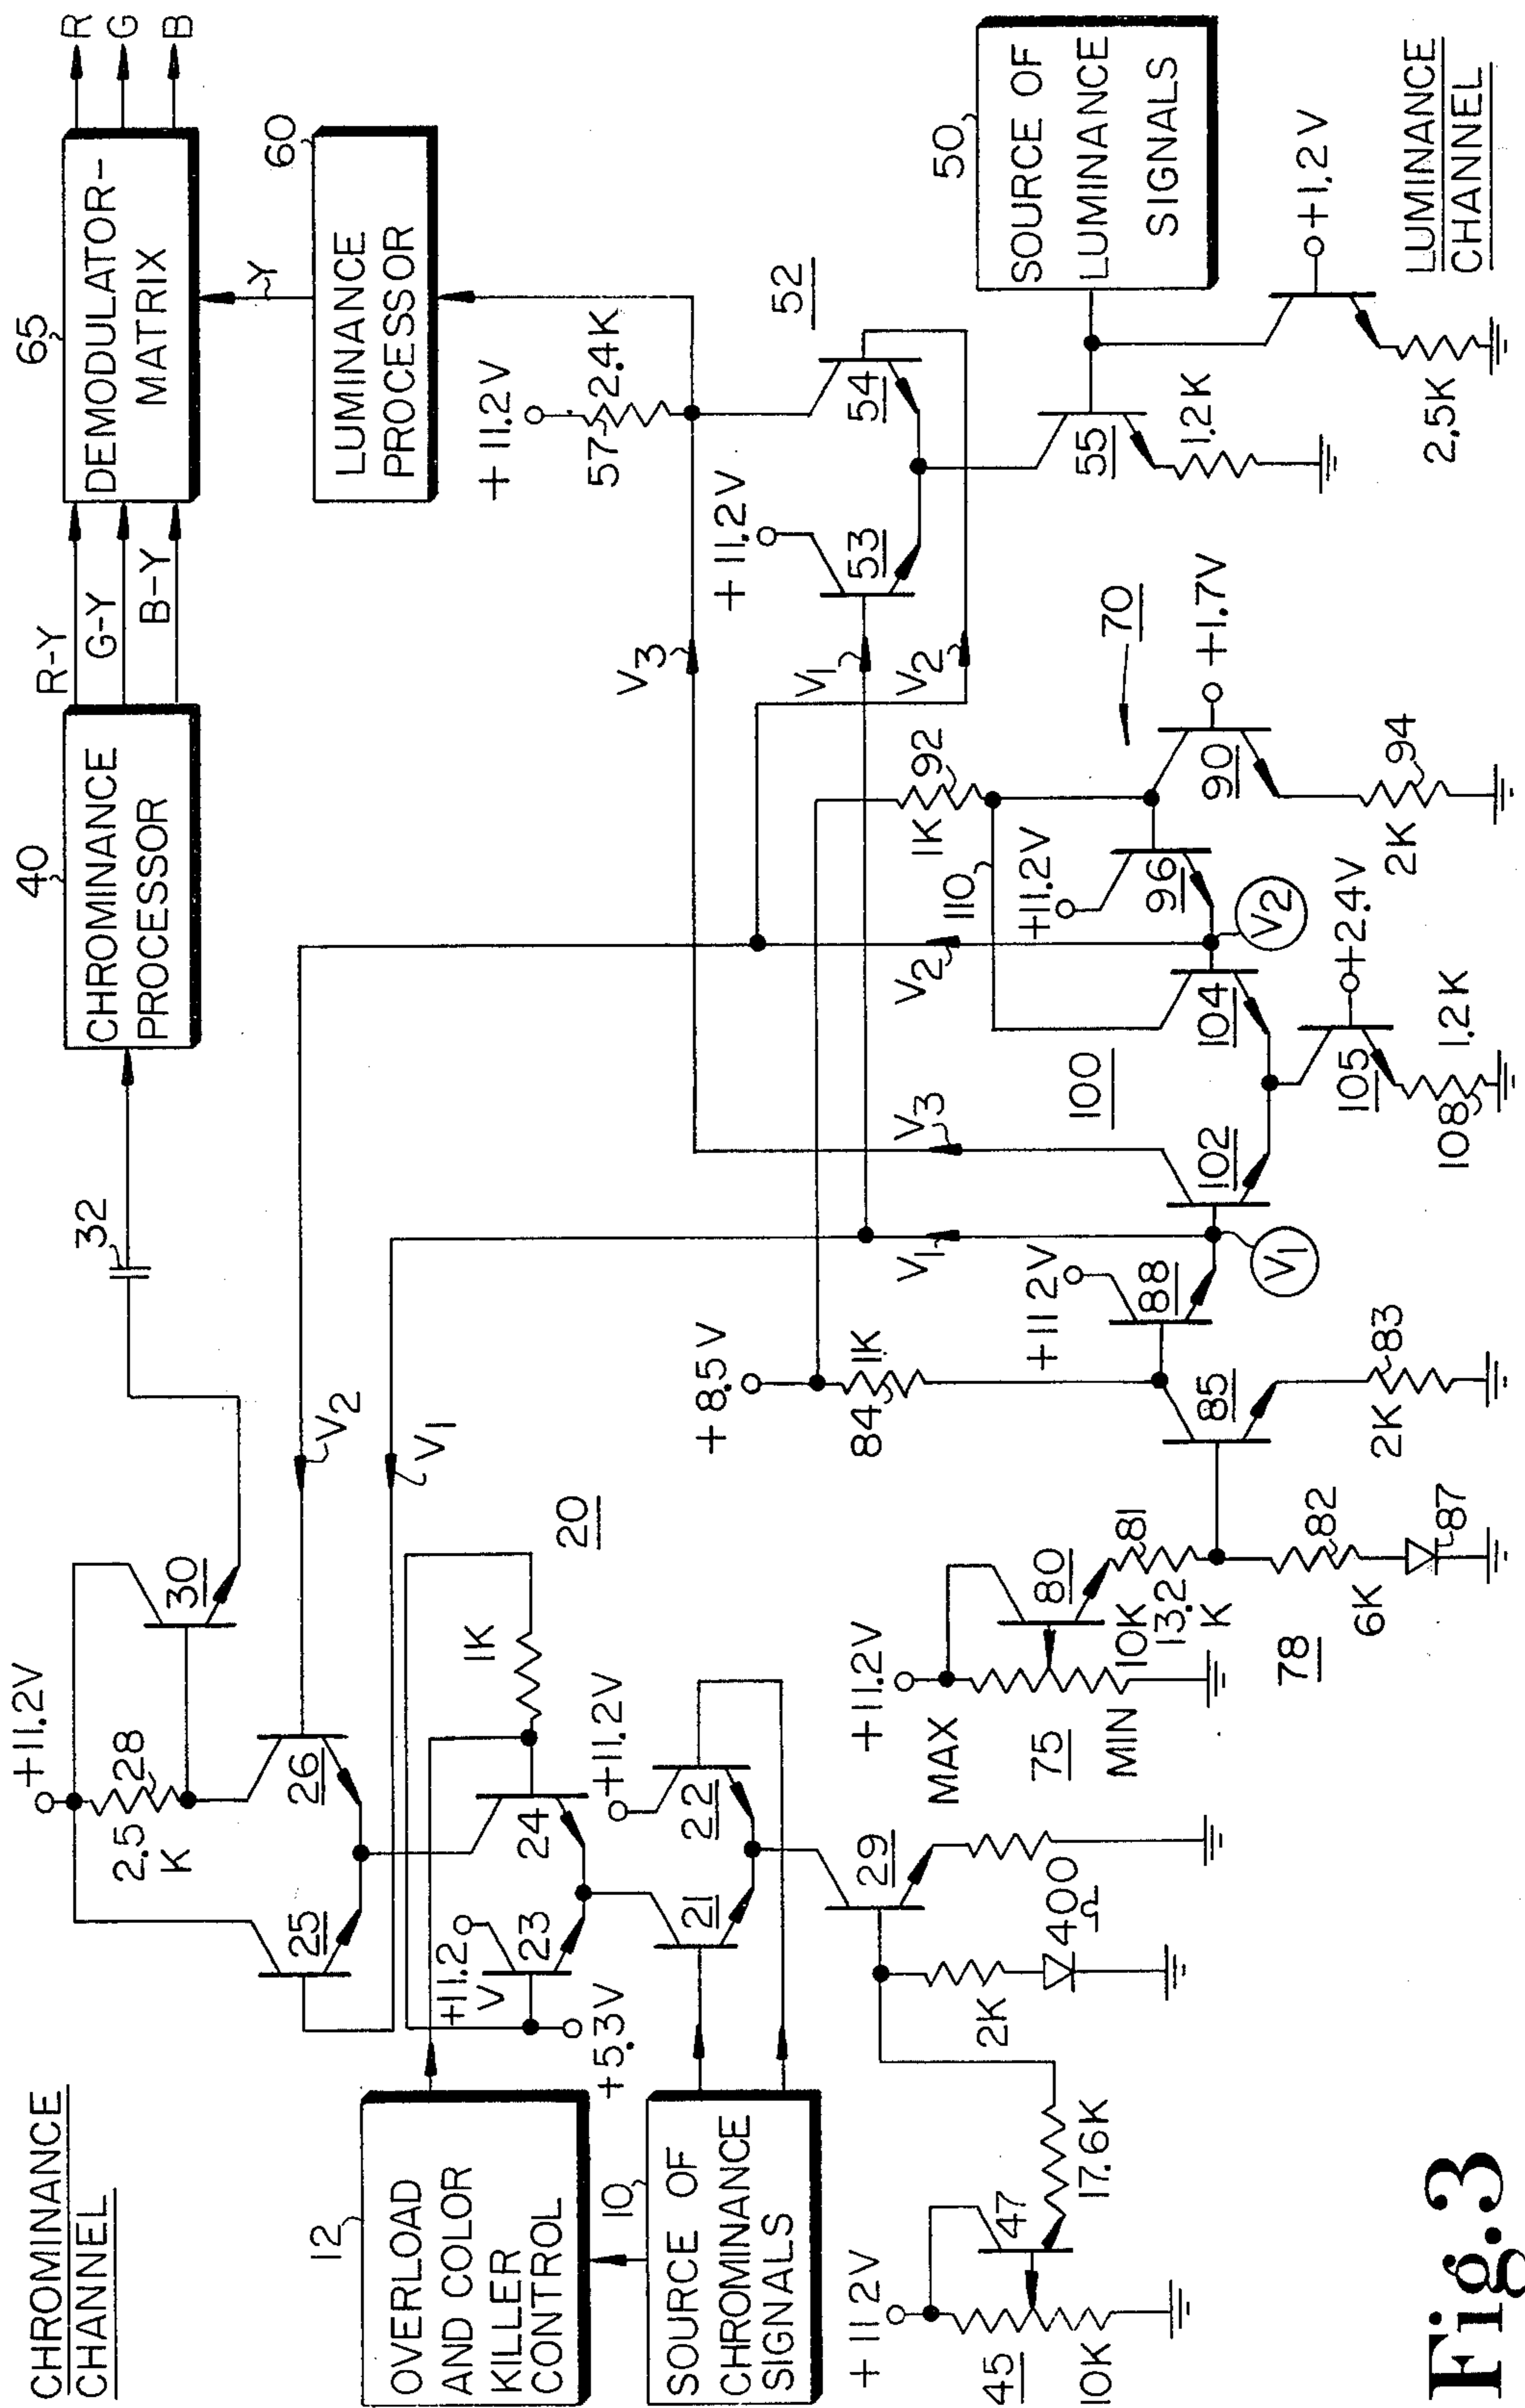 CHROMINANCE
CHANNEL
12
OVERLOAD
AND COLOR
KILLER
CONTROL
10
SOURCE OF
CHROMINANCE
SIGNALS
+11.2V
45
10K
47
17.6K
2K
400
Ω
29
+11.2V
2.5
K
28
25
26
30
32
V2
V1
+11.2
V
23
24
+5.3V
1K
20
21
22
+11.2V
40
CHROMINANCE
PROCESSOR
R-Y
G-Y
B-Y
65
DEMODULATOR-
MATRIX
R
G
B
Y
60
LUMINANCE
PROCESSOR
+11.2V
57
2.4K
52
+11.2V
53
54
55
1.2K
50
SOURCE OF
LUMINANCE
SIGNALS
+1.2V
2.5K
LUMINANCE
CHANNEL
V3
V1
V2
+11.2V
MAX
75
MIN
10K
80
13.2
K
81
78
6K
82
87
+8.5V
84
1K
85
2K
83
+11.2V
88
V1
V1
V3
102
100
104
105
108
1.2K
+2.4V
V2
V2
110
+11.2V
96
1K
92
70
90
+1.7V
2K
94
Fig.3